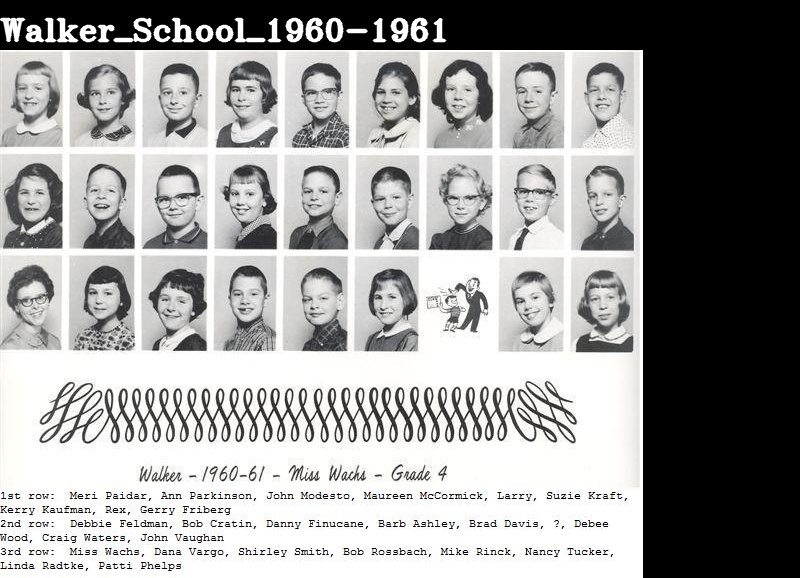 Walker_School_1960-1961
Walker - 1960-61 - Miss Wachs - Grade 4
1st row:  Meri Paidar, Ann Parkinson, John Modesto, Maureen McCormick, Larry, Suzie Kraft,
Kerry Kaufman, Rex, Gerry Friberg
2nd row:  Debbie Feldman, Bob Cratin, Danny Finucane, Barb Ashley, Brad Davis, ?, Debee
Wood, Craig Waters, John Vaughan
3rd row:  Miss Wachs, Dana Vargo, Shirley Smith, Bob Rossbach, Mike Rinck, Nancy Tucker,
Linda Radtke, Patti Phelps